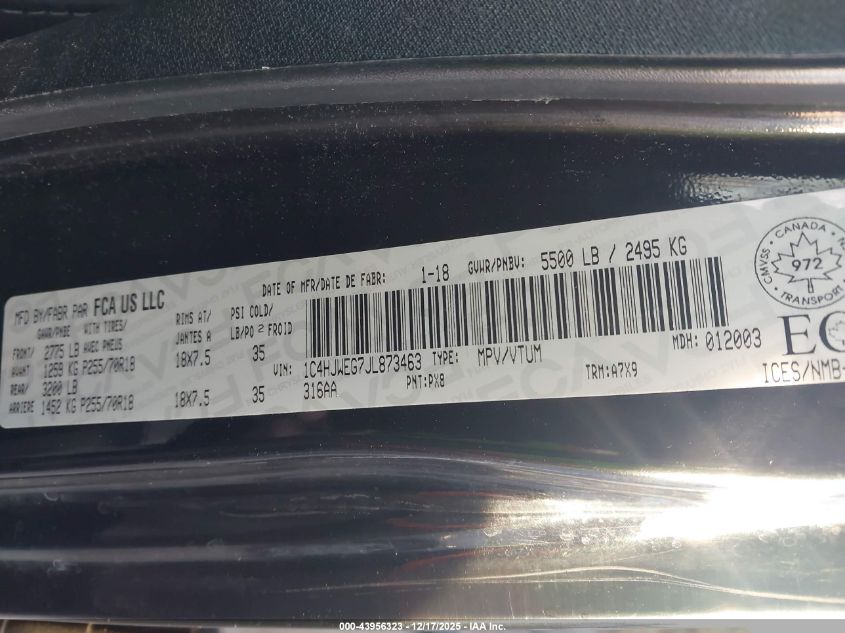 MFD BY/FABR PAR FCA US LLC
DATE OF MFR/DATE DE FABR: 1-18 GVWR/PNBV: 5500 LB / 2495 KG
GAWR/PNBE WITH TIRES/ AVEC PNEUS RIMS AT/ JANTES A PSI COLD/ LB/PO² FROID
FRONT/ 2775 LB
AVANT 1259 KG P255/70R18 18X7.5 35
REAR/ 3200 LB
ARRIERE 1452 KG P255/70R18 18X7.5 35
VIN: 1C4HJWEG7JL873463 TYPE: MPV/VTUM MDH: 012003
316AA PNT:PX8 TRM:A7X9 ICES/NMB-
CANADA
CMVSS
972
TRANSPORT
000-43956323 - 12/17/2025 - IAA Inc.